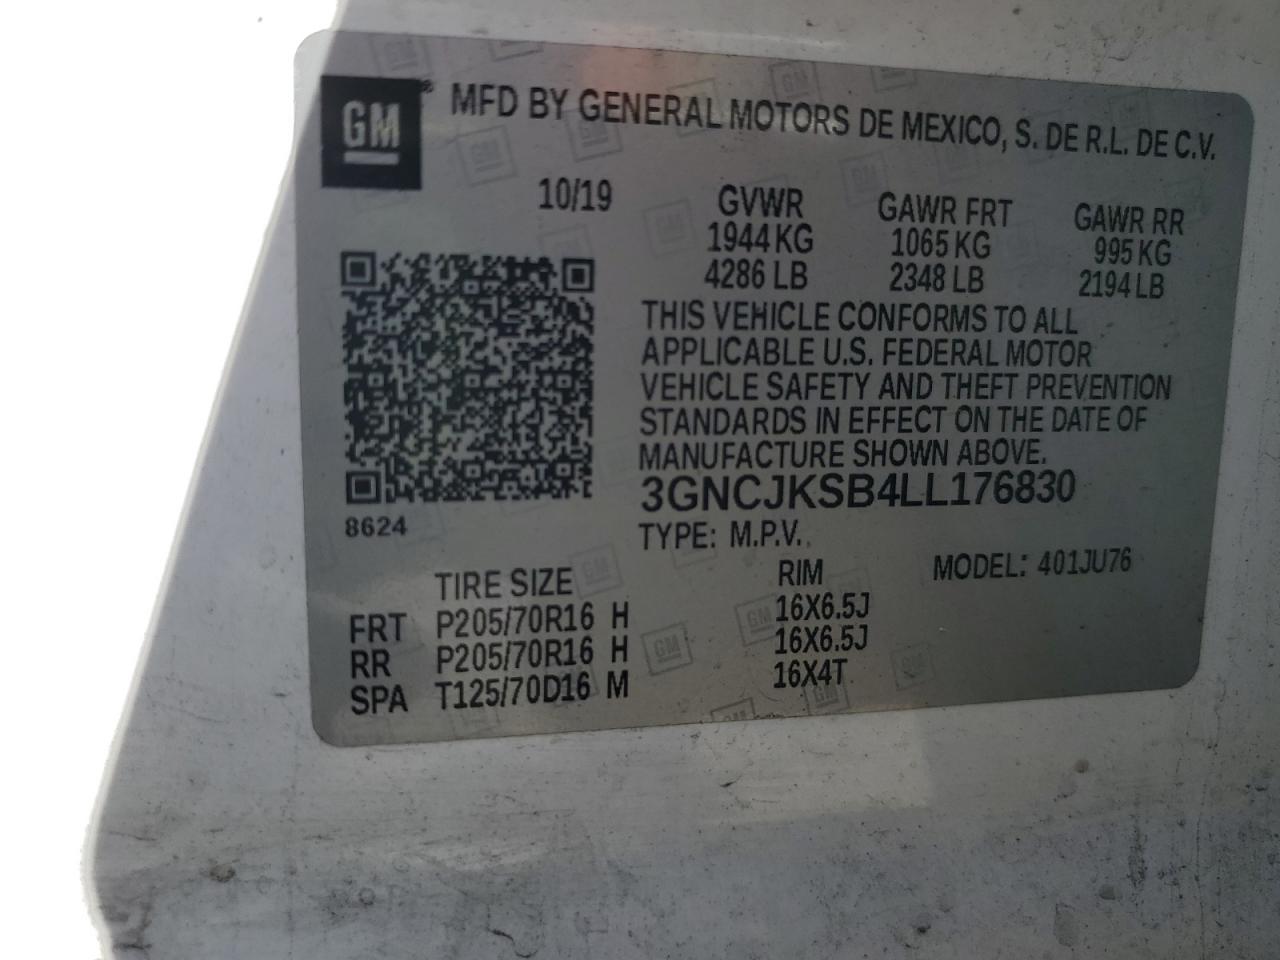 GM
MFD BY GENERAL MOTORS DE MEXICO, S. DE R.L. DE C.V.
10/19 GVWR GAWR FRT GAWR RR
1944 KG 1065 KG 995 KG
4286 LB 2348 LB 2194 LB
THIS VEHICLE CONFORMS TO ALL
APPLICABLE U.S. FEDERAL MOTOR
VEHICLE SAFETY AND THEFT PREVENTION
STANDARDS IN EFFECT ON THE DATE OF
MANUFACTURE SHOWN ABOVE.
3GNCJKSB4LL176830
8624
TYPE: M.P.V.
MODEL: 401JU76
TIRE SIZE RIM
FRT P205/70R16 H 16X6.5J
RR P205/70R16 H 16X6.5J
SPA T125/70D16 M 16X4T